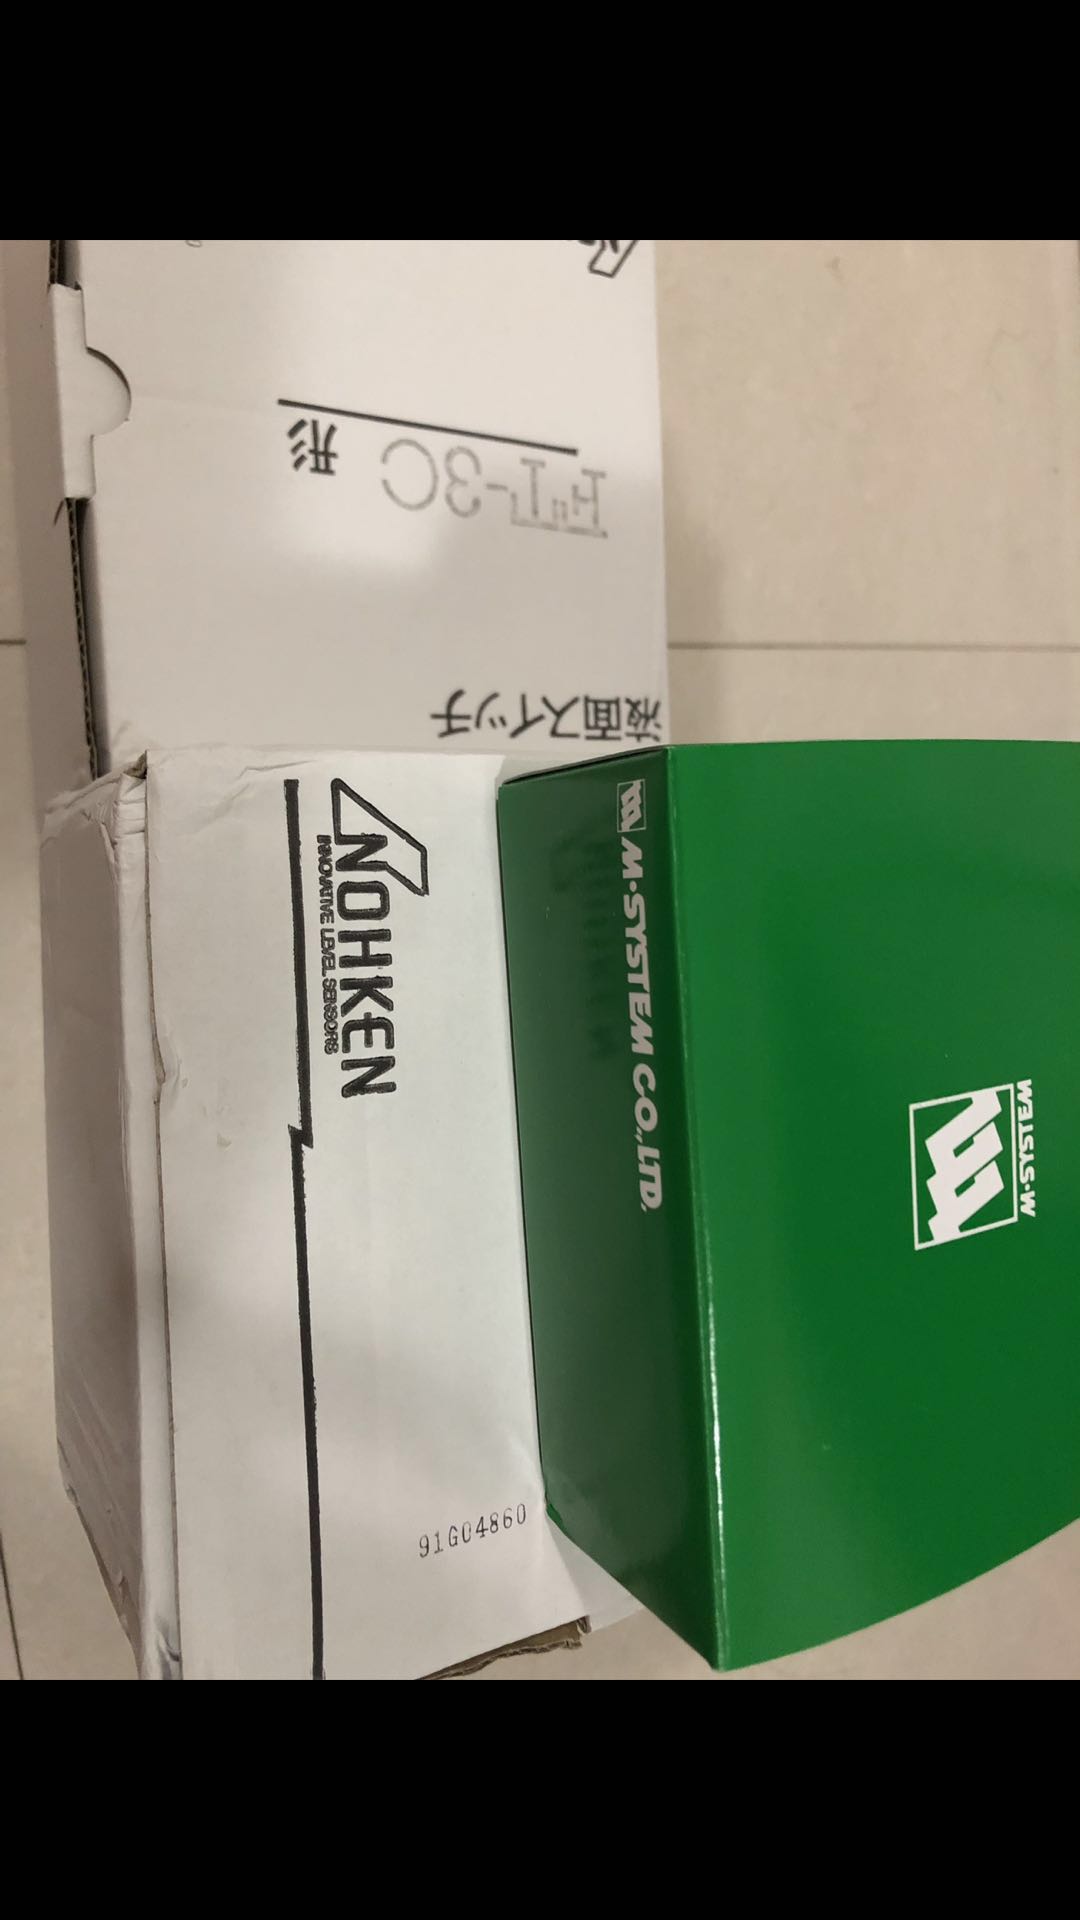 FT-3C 形
液面スイッチ
NOHKEN
INNOVATIVE LEVEL SENSORS
91G04860
M·SYSTEM CO.,LTD.
M·SYSTEM